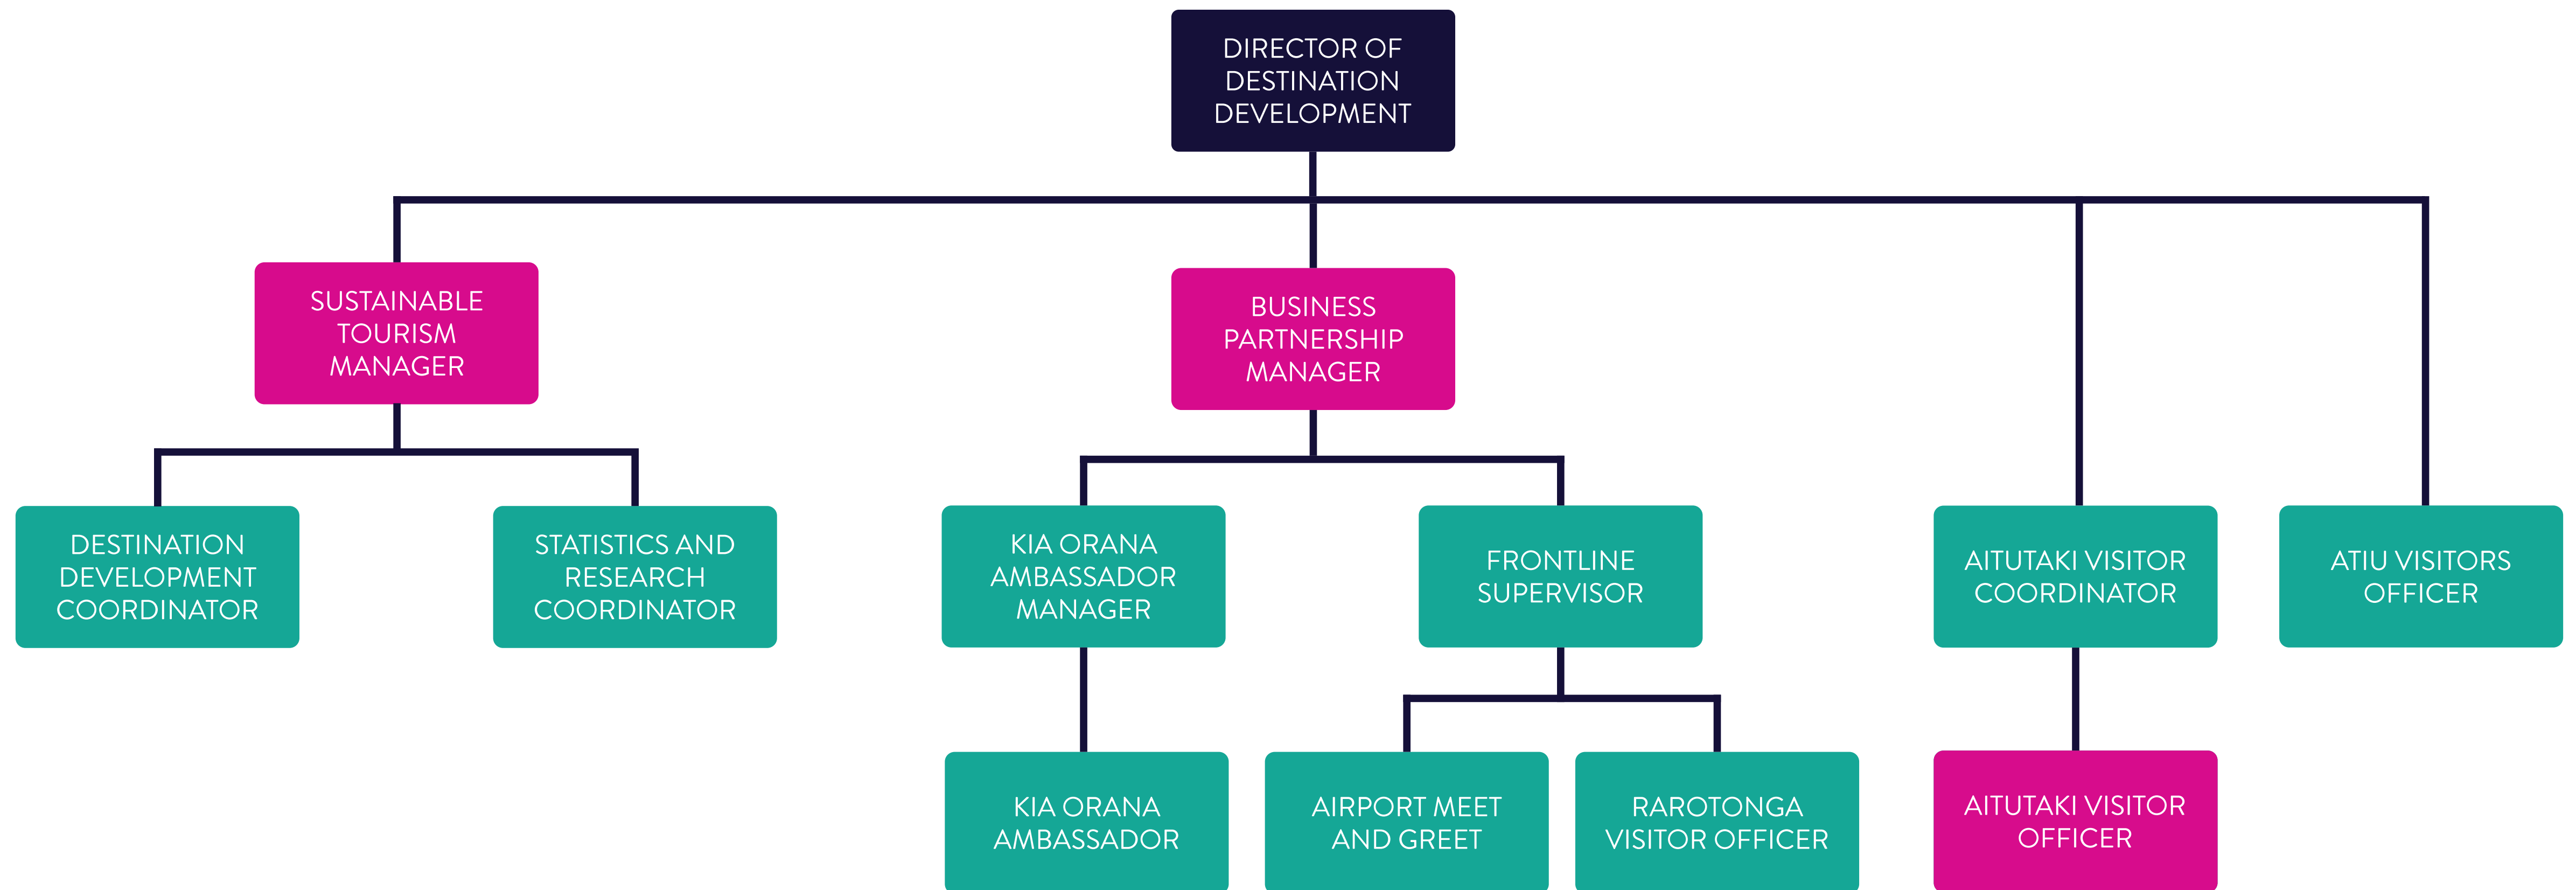 DIRECTOR OF
DESTINATION
DEVELOPMENT
SUSTAINABLE
TOURISM
MANAGER
BUSINESS
PARTNERSHIP
MANAGER
DESTINATION
DEVELOPMENT
COORDINATOR
STATISTICS AND
RESEARCH
COORDINATOR
KIA ORANA
AMBASSADOR
MANAGER
FRONTLINE
SUPERVISOR
AITUTAKI VISITOR
COORDINATOR
ATIU VISITORS
OFFICER
KIA ORANA
AMBASSADOR
AIRPORT MEET
AND GREET
RAROTONGA
VISITOR OFFICER
AITUTAKI VISITOR
OFFICER